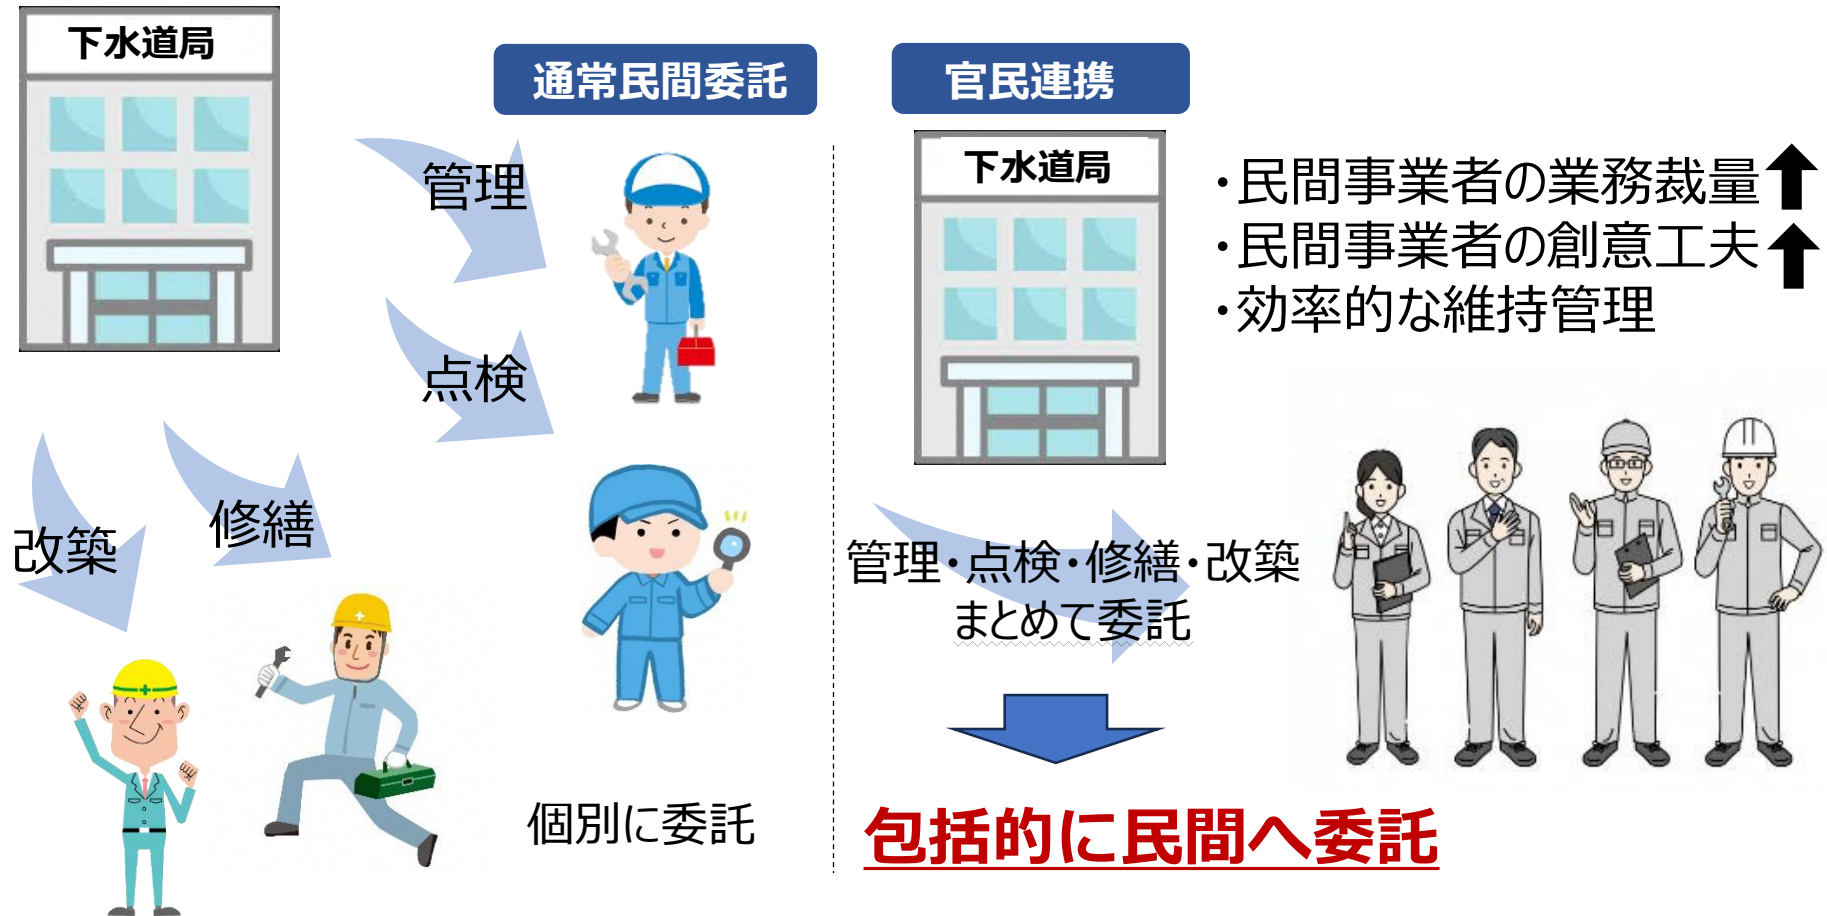 下水道局
通常民間委託
管理
点検
修繕
改築
個別に委託
官民連携
下水道局
・民間事業者の業務裁量
・民間事業者の創意工夫
・効率的な維持管理
管理・点検・修繕・改築
まとめて委託
包括的に民間へ委託